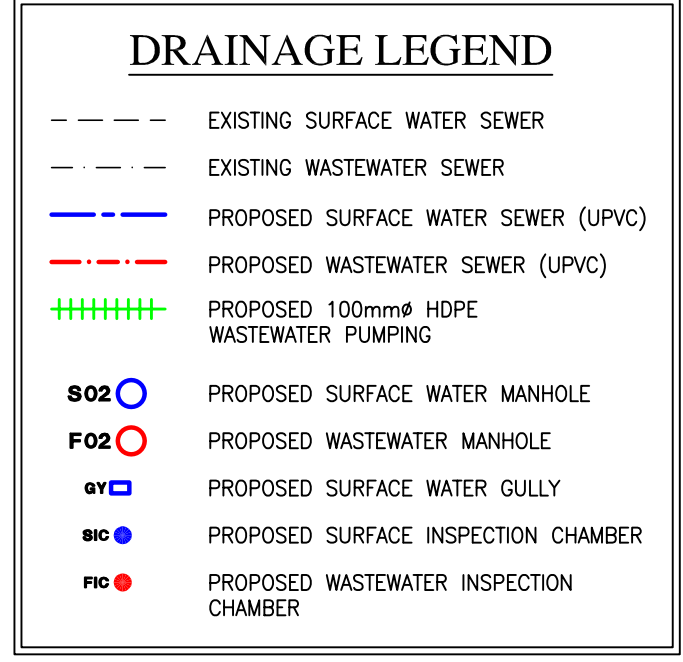 DRAINAGE LEGEND
EXISTING SURFACE WATER SEWER
EXISTING WASTEWATER SEWER
PROPOSED SURFACE WATER SEWER (UPVC)
PROPOSED WASTEWATER SEWER (UPVC)
PROPOSED 100mmø HDPE
WASTEWATER PUMPING
S02 PROPOSED SURFACE WATER MANHOLE
F02 PROPOSED WASTEWATER MANHOLE
GY PROPOSED SURFACE WATER GULLY
SIC PROPOSED SURFACE INSPECTION CHAMBER
FIC PROPOSED WASTEWATER INSPECTION
CHAMBER